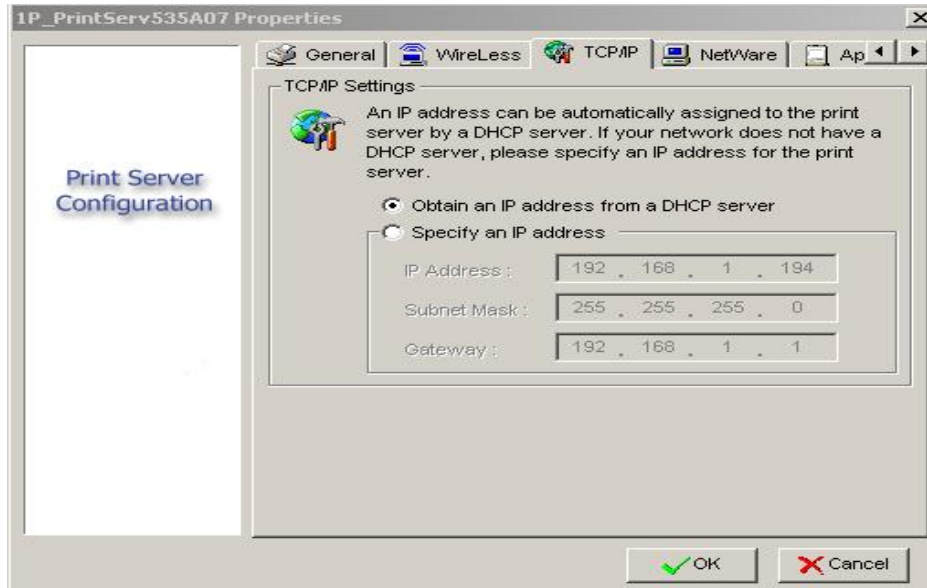 1P_PrintServ535A07 Properties
General WireLess TCP/IP NetWare Ap
Print Server
Configuration
TCP/IP Settings
An IP address can be automatically assigned to the print
server by a DHCP server. If your network does not have a
DHCP server, please specify an IP address for the print
server.
Obtain an IP address from a DHCP server
Specify an IP address
IP Address : 192 . 168 . 1 . 194
Subnet Mask : 255 . 255 . 255 . 0
Gateway : 192 . 168 . 1 . 1
OK Cancel